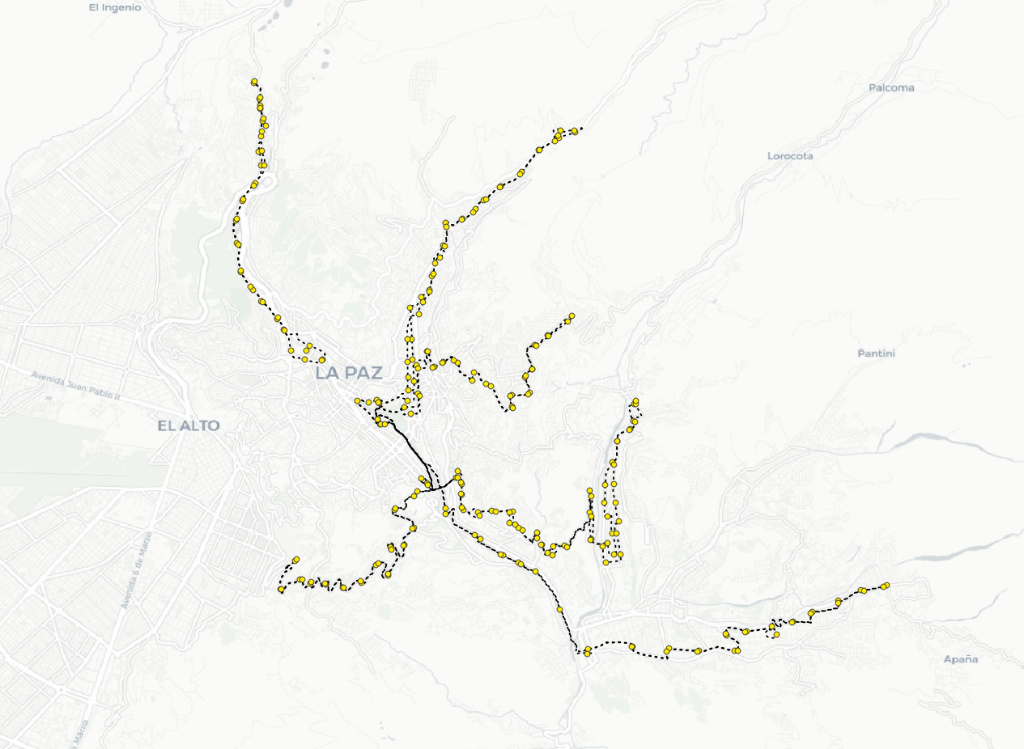 El Ingenio
Palcoma
Lorocota
Pantini
LA PAZ
Avenida Juan Pablo II
EL ALTO
Avenida 6 de Marzo
Apaña